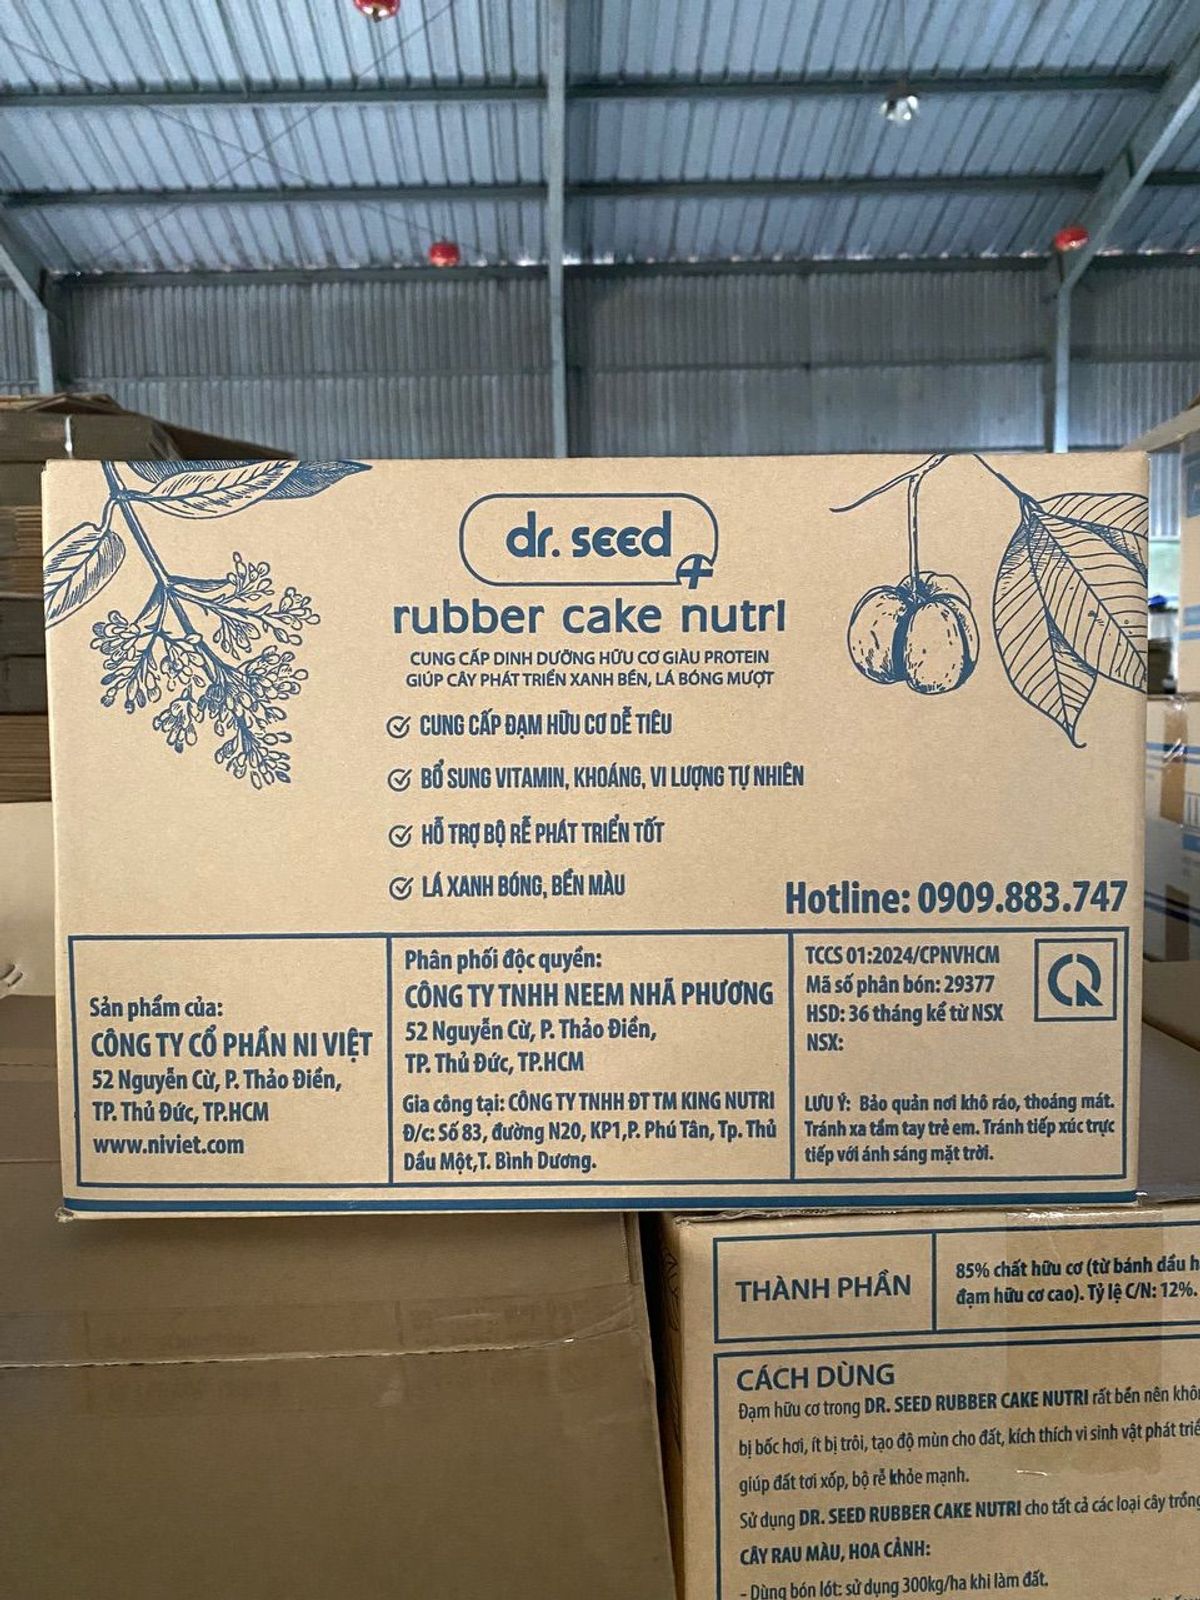 dr. seed
rubber cake nutri
CUNG CẤP DINH DƯỠNG HỮU CƠ GIÀU PROTEIN
GIÚP CÂY PHÁT TRIỂN XANH BỀN, LÁ BÓNG MƯỢT
CUNG CẤP ĐẠM HỮU CƠ DỄ TIÊU
BỔ SUNG VITAMIN, KHOÁNG, VI LƯỢNG TỰ NHIÊN
HỖ TRỢ BỘ RỄ PHÁT TRIỂN TỐT
LÁ XANH BÓNG, BỀN MÀU
Hotline: 0909.883.747
Sản phẩm của:
CÔNG TY CỔ PHẦN NI VIỆT
52 Nguyễn Cừ, P. Thảo Điền,
TP. Thủ Đức, TP.HCM
www.niviet.com
Phân phối độc quyền:
CÔNG TY TNHH NEEM NHÃ PHƯƠNG
52 Nguyễn Cừ, P. Thảo Điền,
TP. Thủ Đức, TP.HCM
Gia công tại: CÔNG TY TNHH ĐT TM KING NUTRI
Đ/c: Số 83, đường N20, KP1,P. Phú Tân, Tp. Thủ
Dầu Một,T. Bình Dương.
TCCS 01:2024/CPNVHCM
Mã số phân bón: 29377
HSD: 36 tháng kể từ NSX
NSX:
LƯU Ý: Bảo quản nơi khô ráo, thoáng mát.
Tránh xa tầm tay trẻ em. Tránh tiếp xúc trực
tiếp với ánh sáng mặt trời.
THÀNH PHẦN
85% chất hữu cơ (từ bánh dầu
đạm hữu cơ cao). Tỷ lệ C/N: 12%.
CÁCH DÙNG
Đạm hữu cơ trong DR. SEED RUBBER CAKE NUTRI rất bền nên
bị bốc hơi, ít bị trôi, tạo độ mùn cho đất, kích thích vi sinh vật phát
giúp đất tơi xốp, bộ rễ khỏe mạnh.
Sử dụng DR. SEED RUBBER CAKE NUTRI cho tất cả các loại cây
CÂY RAU MÀU, HOA CẢNH:
- Dùng bón lót: sử dụng 300kg/ha khi làm đất.